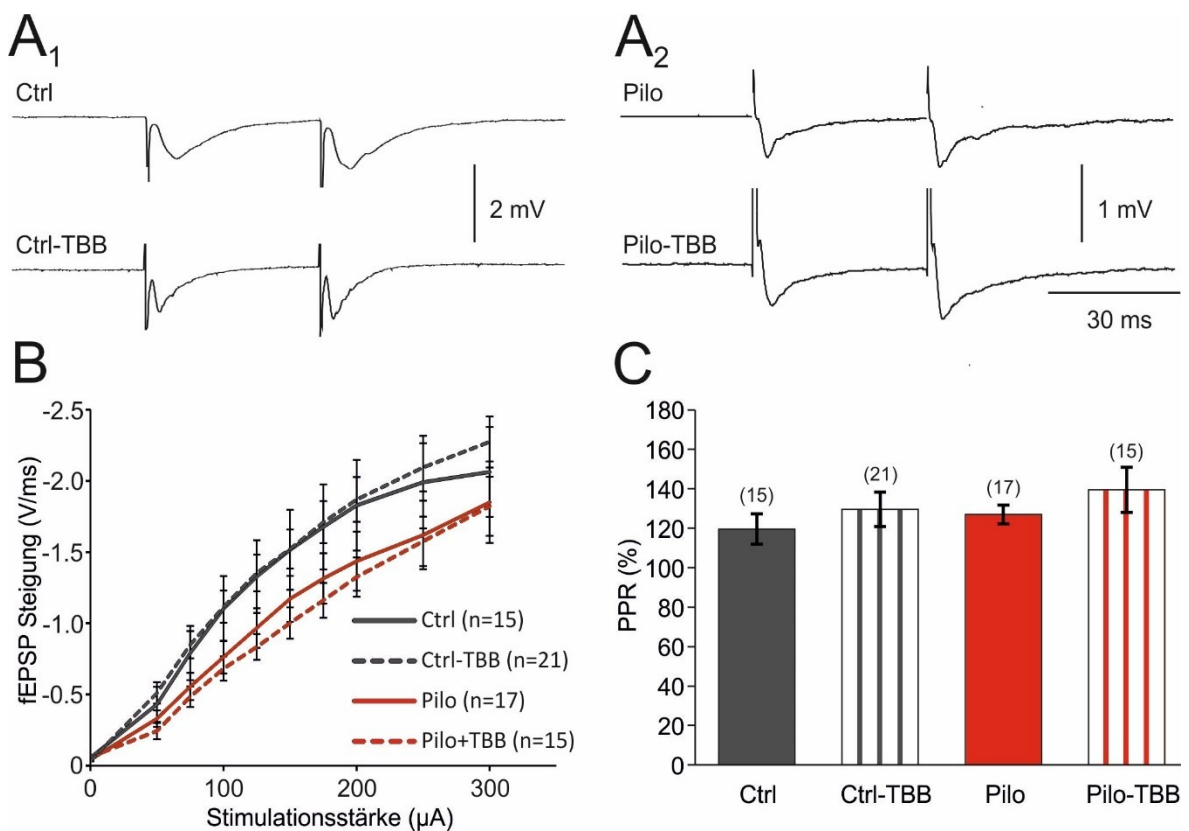 A1
Ctrl
2 mV
Ctrl-TBB
A2
Pilo
1 mV
Pilo-TBB
30 ms
B
fEPSP Steigung (V/ms)
-2.5
-2.0
-1.5
-1.0
-0.5
0
0 100 200 300
Stimulationsstärke (µA)
Ctrl (n=15)
Ctrl-TBB (n=21)
Pilo (n=17)
Pilo+TBB (n=15)
C
PPR (%)
180
160
140
120
100
80
60
40
20
0
(15) (21) (17) (15)
Ctrl Ctrl-TBB Pilo Pilo-TBB